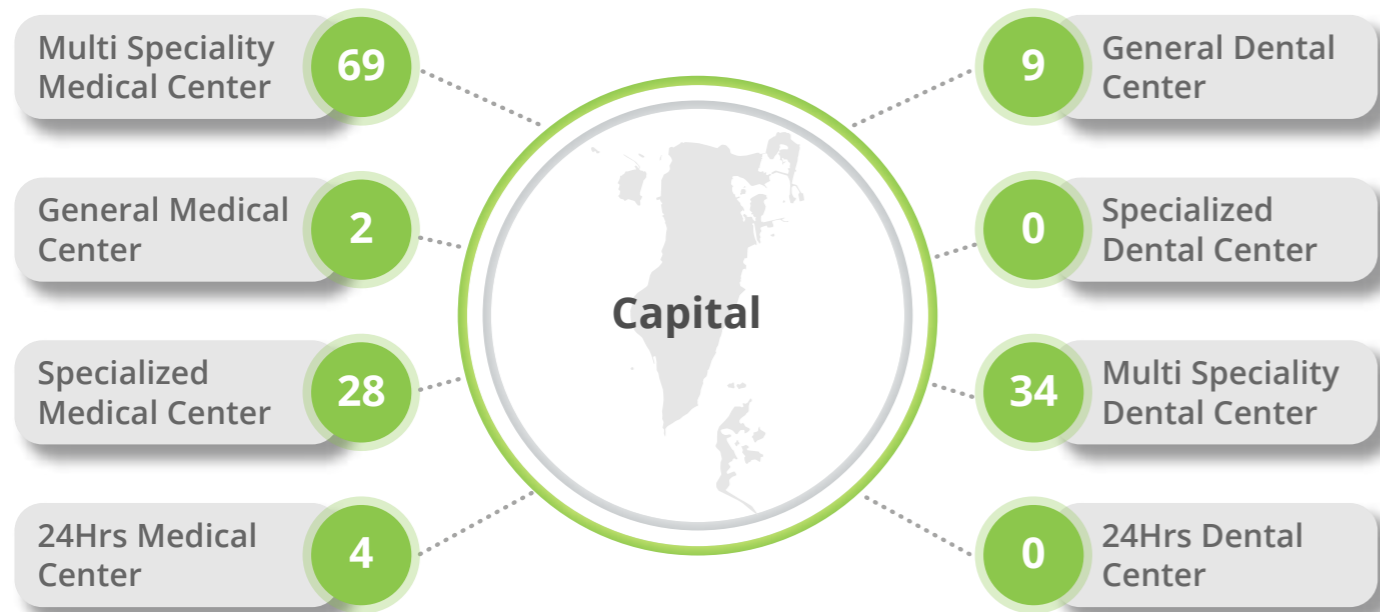 Multi Speciality
Medical Center
69
General Medical
Center
2
Specialized
Medical Center
28
24Hrs Medical
Center
4
Capital
9
General Dental
Center
0
Specialized
Dental Center
34
Multi Speciality
Dental Center
0
24Hrs Dental
Center